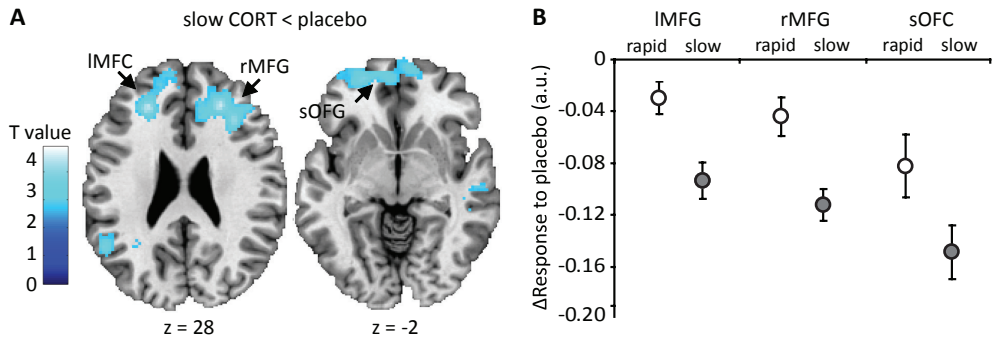 A
slow CORT < placebo
lMFC
rMFG
sOFG
T value
4
3
2
1
0
z = 28
z = -2
B
lMFG
rMFG
sOFC
rapid slow
rapid slow
rapid slow
0
-0.04
-0.08
-0.12
-0.16
-0.20
ΔResponse to placebo (a.u.)